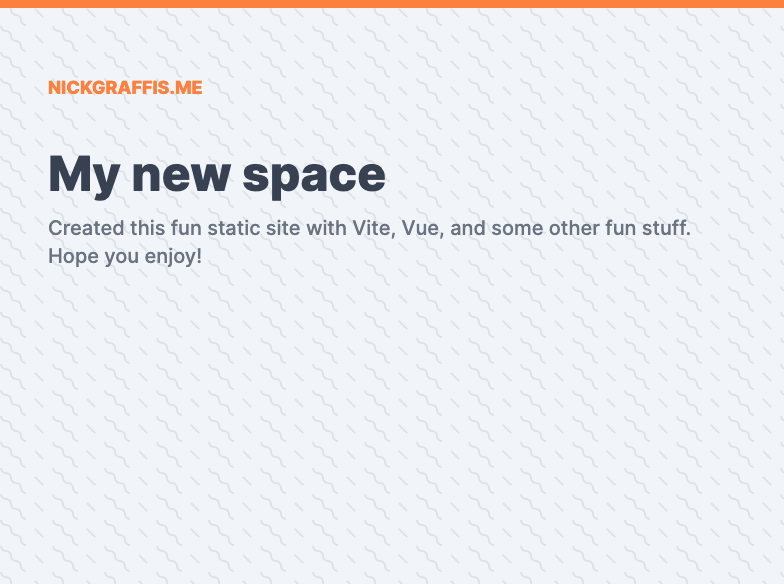 NICKGRAFFIS.ME
My new space
Created this fun static site with Vite, Vue, and some other fun stuff.
Hope you enjoy!